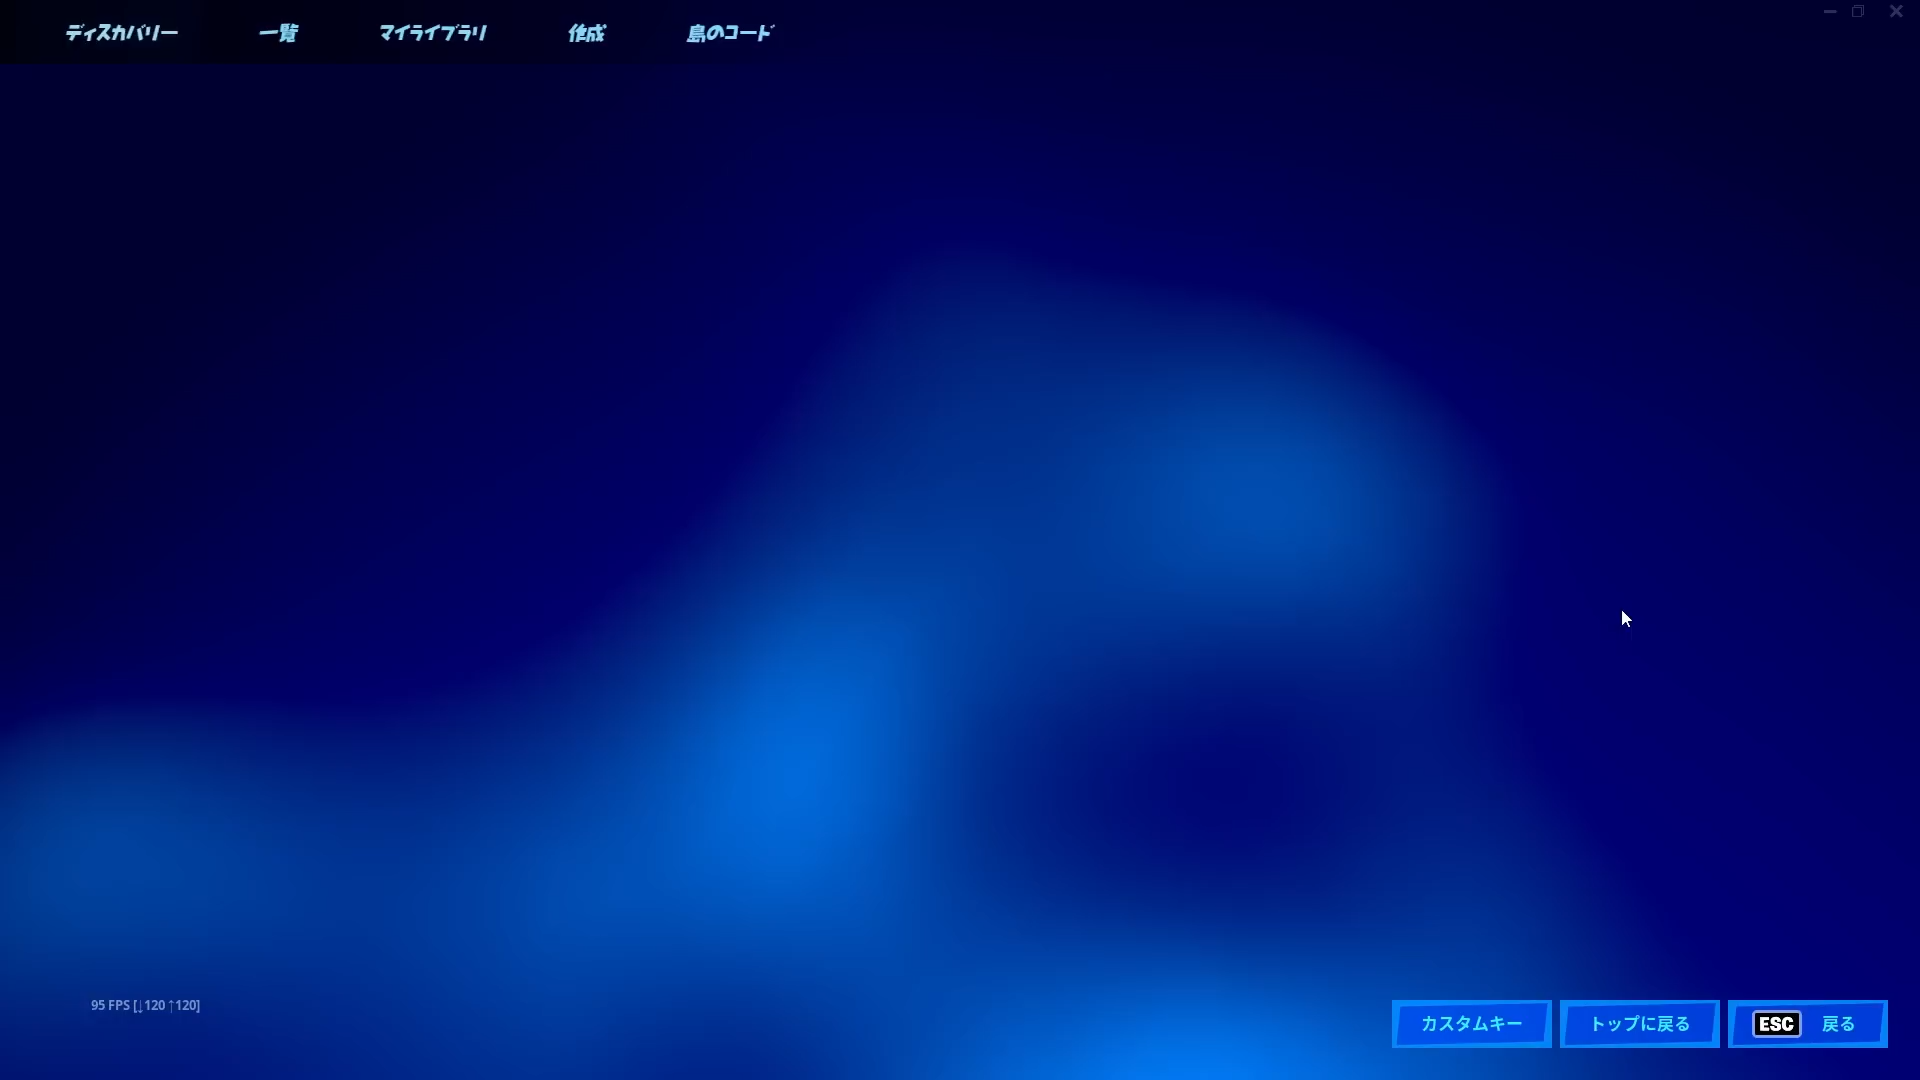 ディスカバリー 一覧 マイライブラリ 作成 島のコード
95 FPS [↓120 ↑120]
カスタムキー トップに戻る ESC 戻る